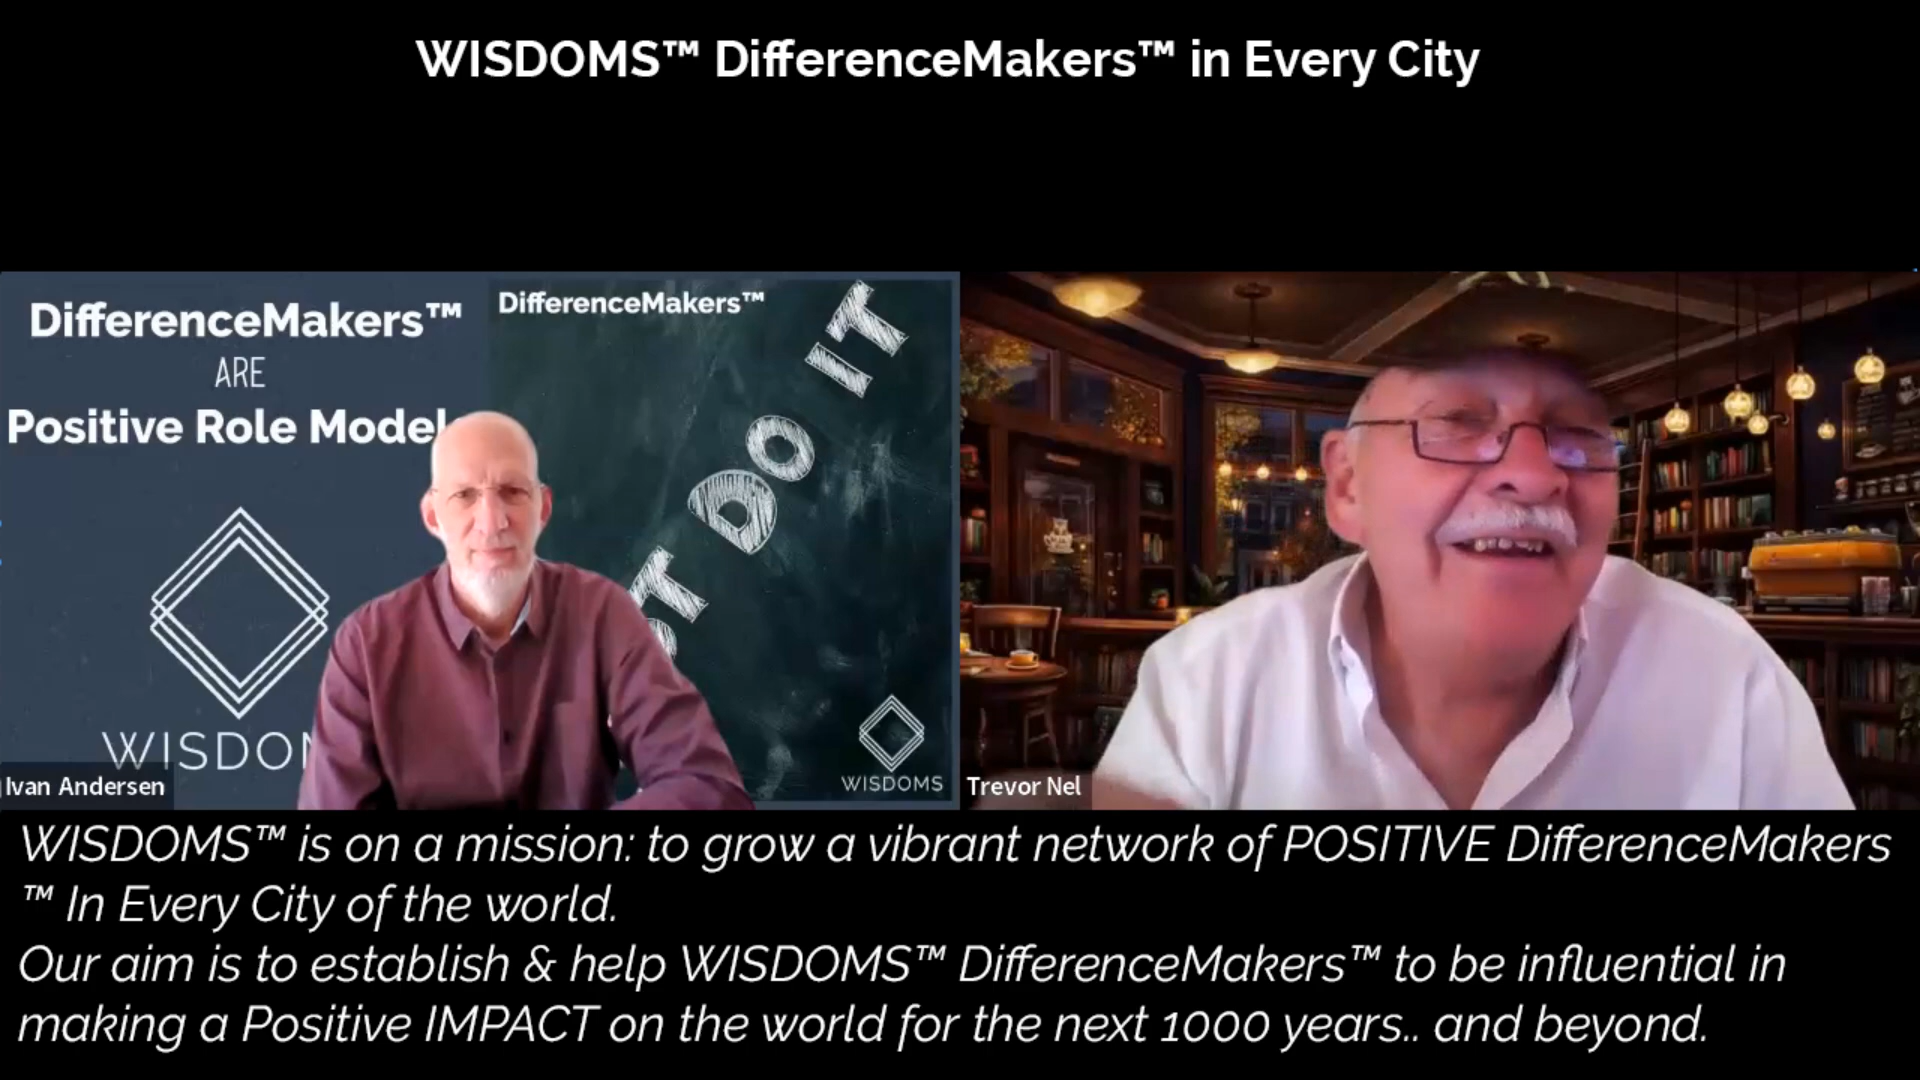 WISDOMS™ DifferenceMakers™ in Every City
DifferenceMakers™
ARE
Positive Role Model
WISDOM
Ivan Andersen
DifferenceMakers™
ST DO IT
WISDOMS
Trevor Nel
WISDOMS™ is on a mission: to grow a vibrant network of POSITIVE DifferenceMakers
™ In Every City of the world.
Our aim is to establish & help WISDOMS™ DifferenceMakers™ to be influential in
making a Positive IMPACT on the world for the next 1000 years.. and beyond.